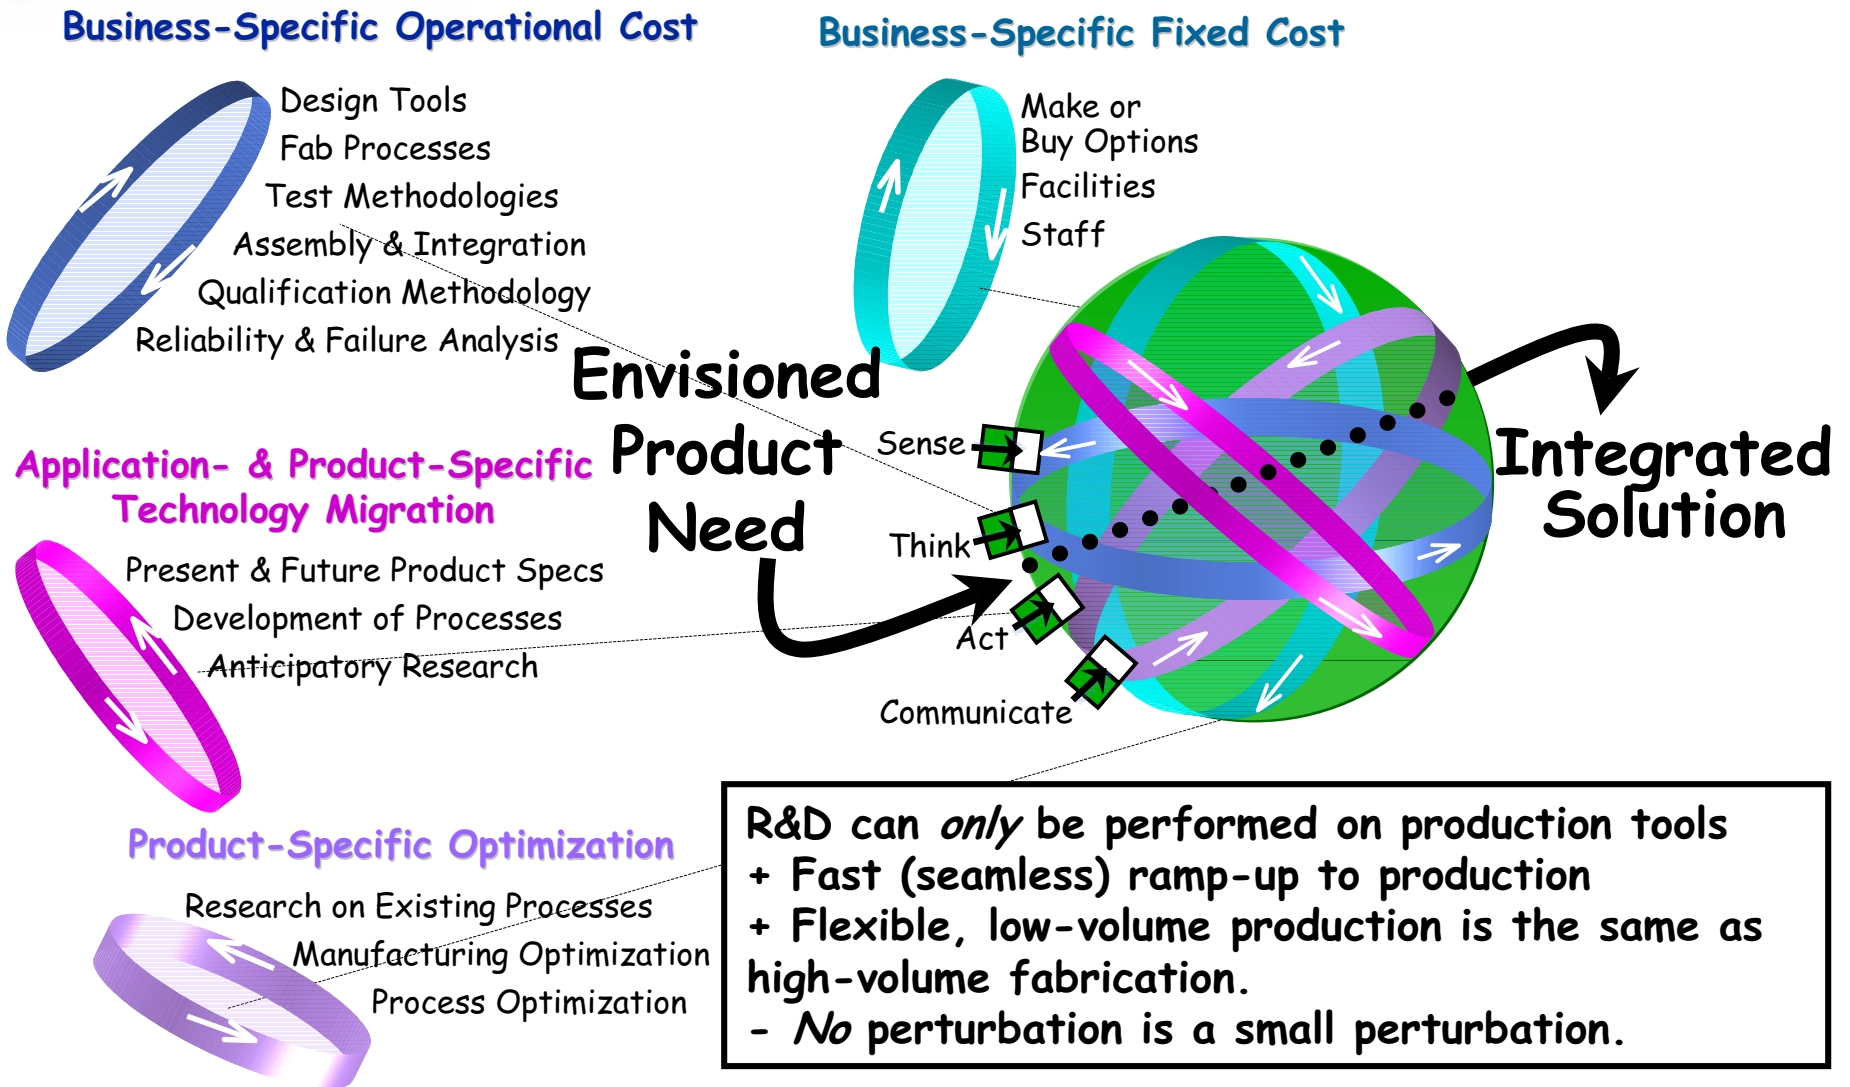 Business-Specific Operational Cost
Design Tools
Fab Processes
Test Methodologies
Assembly & Integration
Qualification Methodology
Reliability & Failure Analysis
Business-Specific Fixed Cost
Make or
Buy Options
Facilities
Staff
Envisioned
Product
Need
Sense
Think
Act
Communicate
Integrated
Solution
Application- & Product-Specific
Technology Migration
Present & Future Product Specs
Development of Processes
Anticipatory Research
Product-Specific Optimization
Research on Existing Processes
Manufacturing Optimization
Process Optimization
R&D can only be performed on production tools
+ Fast (seamless) ramp-up to production
+ Flexible, low-volume production is the same as
high-volume fabrication.
- No perturbation is a small perturbation.